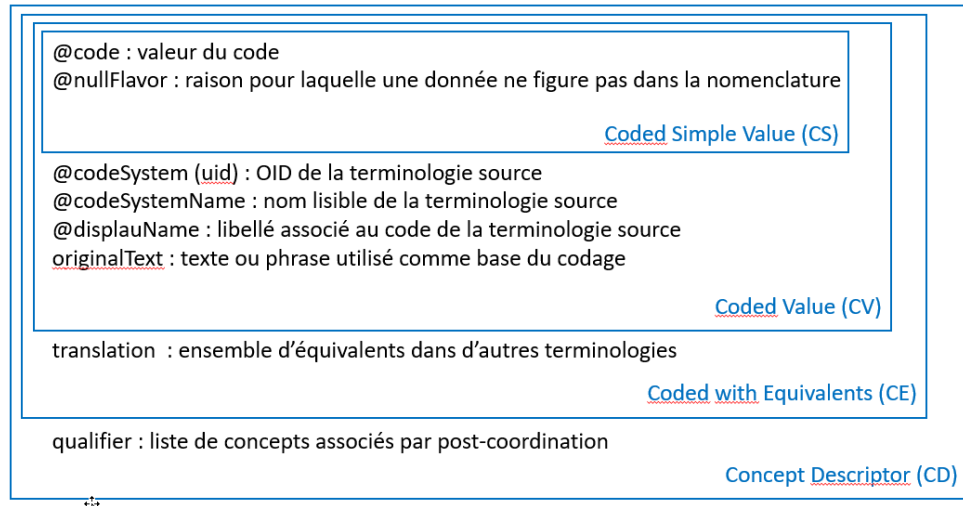 @code : valeur du code
@nullFlavor : raison pour laquelle une donnée ne figure pas dans la nomenclature
Coded Simple Value (CS)
@codeSystem (uid) : OID de la terminologie source
@codeSystemName : nom lisible de la terminologie source
@displauName : libellé associé au code de la terminologie source
originalText : texte ou phrase utilisé comme base du codage
Coded Value (CV)
translation  : ensemble d’équivalents dans d’autres terminologies
Coded with Equivalents (CE)
qualifier : liste de concepts associés par post-coordination
Concept Descriptor (CD)